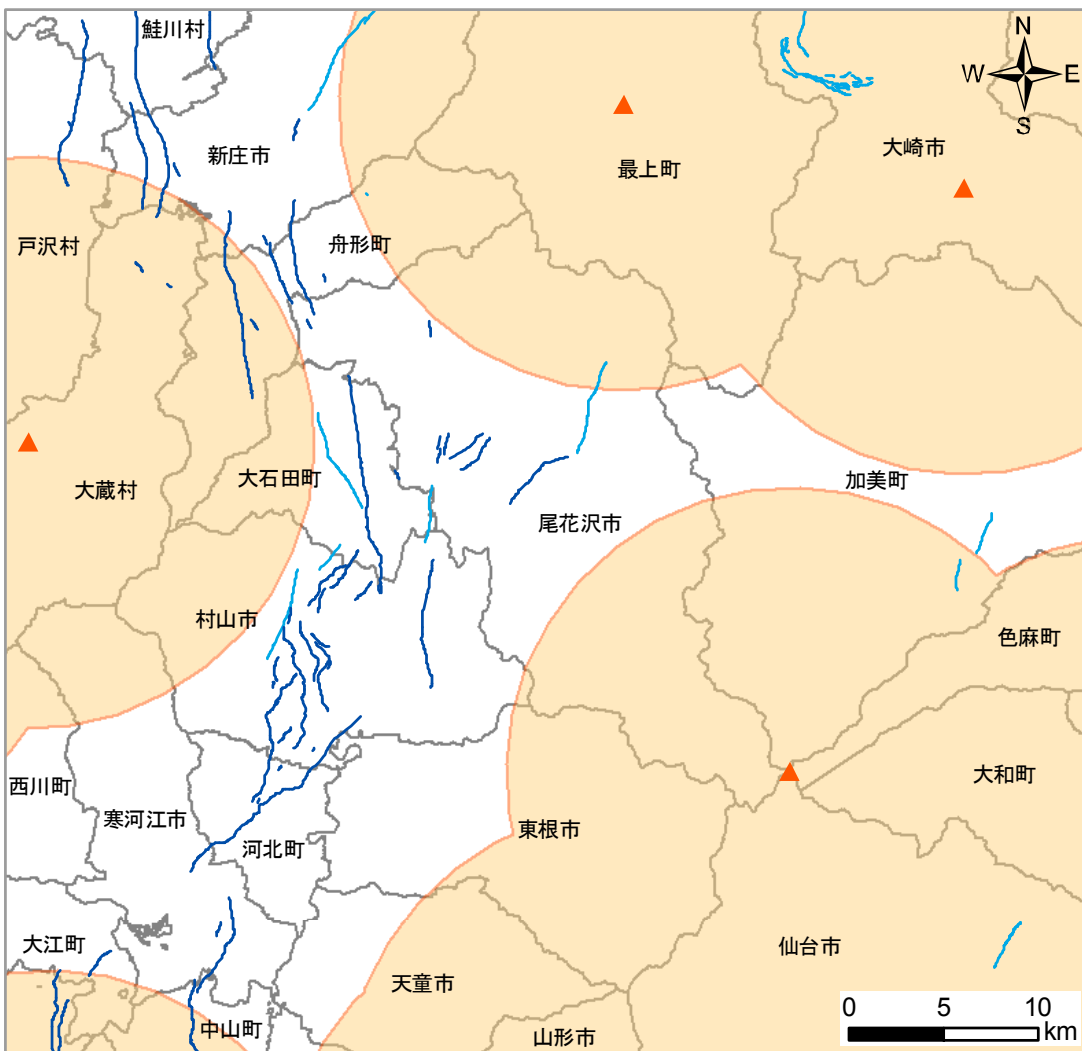 鮭川村
N
W
E
S
新庄市
大崎市
最上町
戸沢村
舟形町
大蔵村
大石田町
加美町
尾花沢市
村山市
色麻町
西川町
大和町
寒河江市
東根市
河北町
大江町
仙台市
天童市
中山町
山形市
0 5 10
km